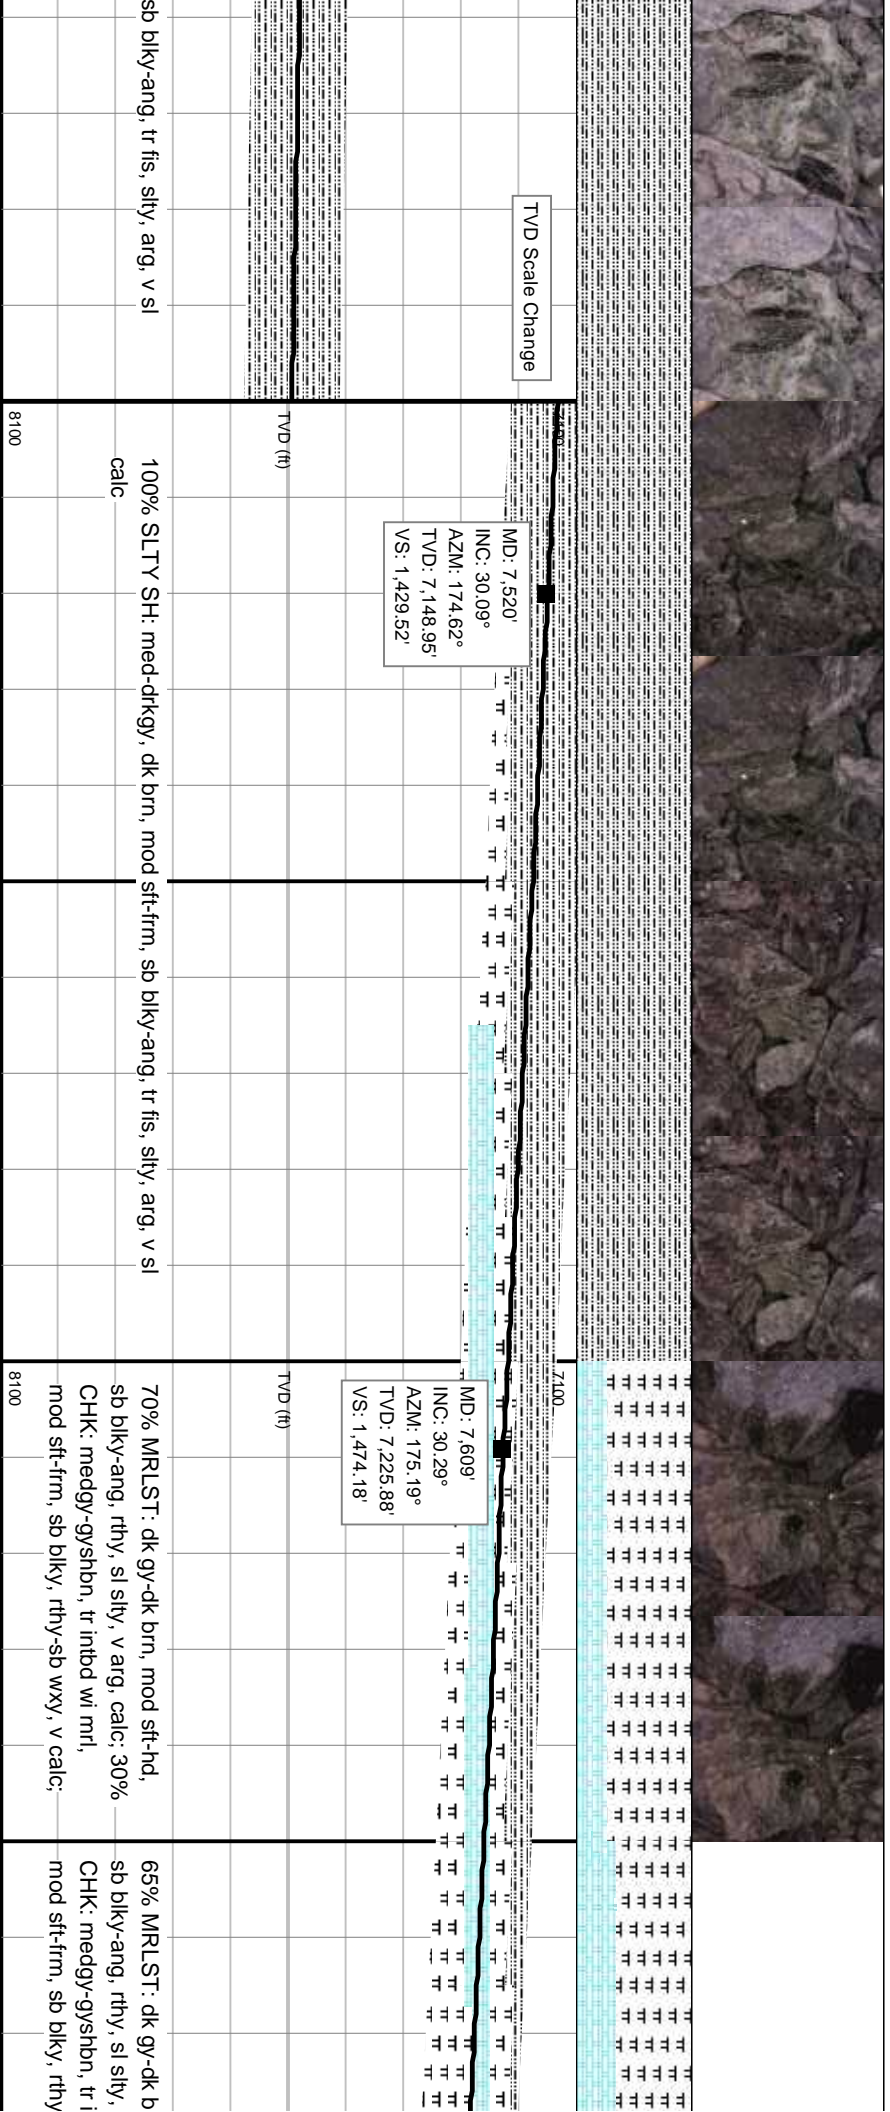 sb blky-ang, tr fis, slty, arg, v sl
TVD Scale Change
TVD (ft)
8100
100% SLTY SH: med-drkgy, dk brn, mod sft-frm, sb blky-ang, tr fis, slty, arg, v sl
calc
MD: 7,520'
INC: 30.09°
AZM: 174.62°
TVD: 7,148.95'
VS: 1,429.52'
7100
TVD (ft)
8100
MD: 7,609'
INC: 30.29°
AZM: 175.19°
TVD: 7,225.88'
VS: 1,474.18'
70% MRLST: dk gy-dk brn, mod sft-hd,
sb blky-ang, rthy, sl slty, v arg, calc; 30%
CHK: medgy-gyshbn, tr intbd wi mrl,
mod sft-frm, sb blky, rthy-sb wxy, v calc;
65% MRLST: dk gy-dk b
sb blky-ang, rthy, sl slty,
CHK: medgy-gyshbn, tr i
mod sft-frm, sb blky, rthy